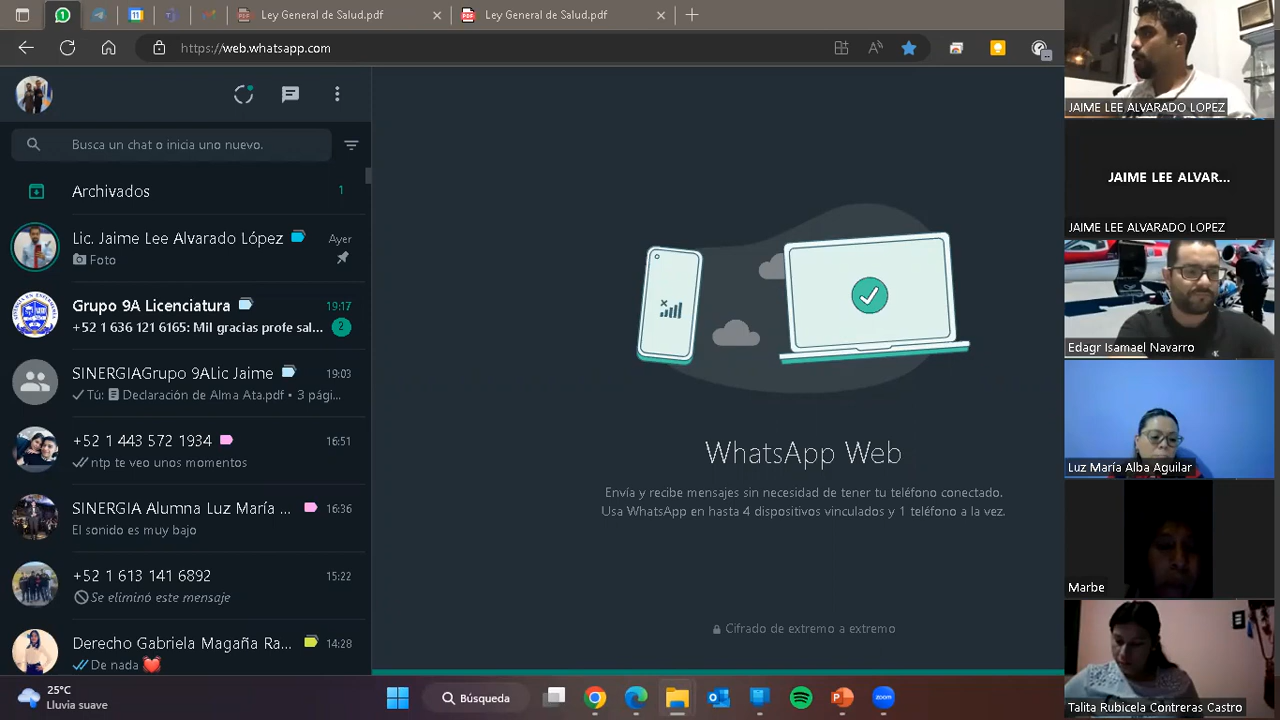 Ley General de Salud.pdf
Ley General de Salud.pdf
https://web.whatsapp.com
Busca un chat o inicia uno nuevo.
Archivados
1
Lic. Jaime Lee Alvarado López
Ayer
Foto
Grupo 9A Licenciatura
19:17
+52 1 636 121 6165: Mil gracias profe sal...
2
SINERGIAGrupo 9ALic Jaime
19:03
Tú: Declaración de Alma Ata.pdf • 3 pági...
+52 1 443 572 1934
16:51
ntp te veo unos momentos
SINERGIA Alumna Luz María ...
16:36
El sonido es muy bajo
+52 1 613 141 6892
15:22
Se eliminó este mensaje
Derecho Gabriela Magaña Ra...
14:28
De nada
WhatsApp Web
Envía y recibe mensajes sin necesidad de tener tu teléfono conectado.
Usa WhatsApp en hasta 4 dispositivos vinculados y 1 teléfono a la vez.
Cifrado de extremo a extremo
JAIME LEE ALVARADO LOPEZ
JAIME LEE ALVAR...
JAIME LEE ALVARADO LOPEZ
Edagr Isamael Navarro
Luz María Alba Aguilar
Marbe
Talita Rubicela Contreras Castro
25°C
Lluvia suave
Búsqueda
zoom